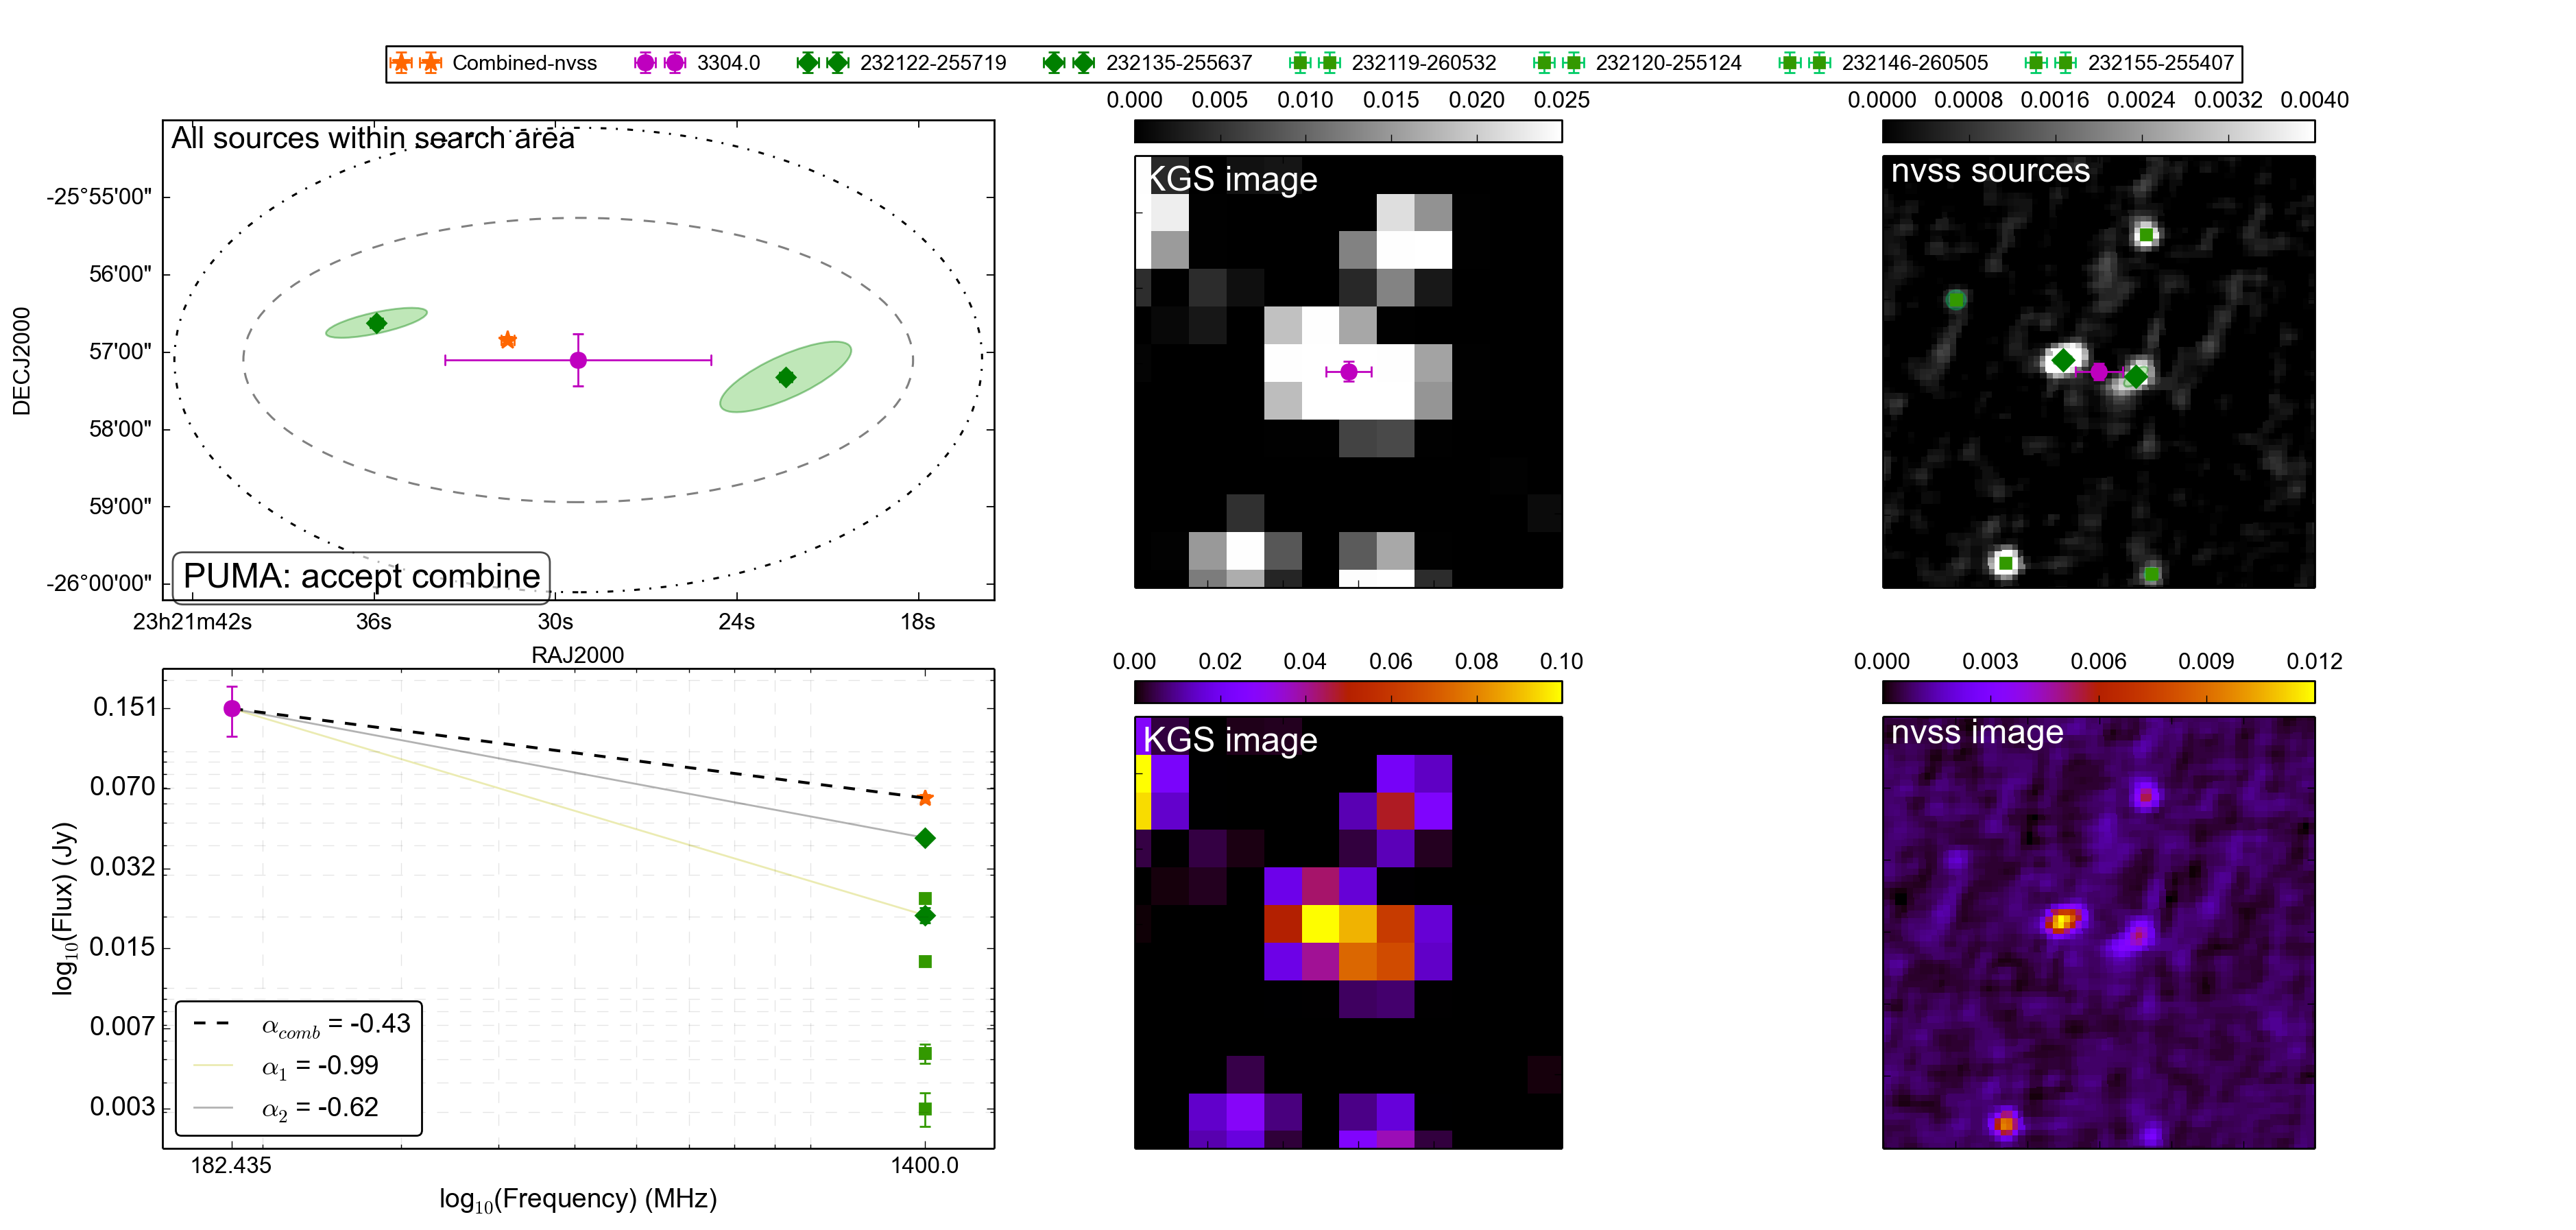 Combined-nvss 3304.0 232122-255719 232135-255637 232119-260532 232120-255124 232146-260505 232155-255407
0.000 0.005 0.010 0.015 0.020 0.025
0.0000 0.0008 0.0016 0.0024 0.0032 0.0040
All sources within search area
KGS image
nvss sources
DECJ2000
-25°55'00"
56'00"
57'00"
58'00"
59'00"
-26°00'00"
PUMA: accept combine
23h21m42s 36s 30s 24s 18s
RAJ2000
0.00 0.02 0.04 0.06 0.08 0.10
0.000 0.003 0.006 0.009 0.012
KGS image
nvss image
log10(Flux) (Jy)
0.151
0.070
0.032
0.015
0.007
0.003
αcomb = -0.43
α1 = -0.99
α2 = -0.62
182.435 1400.0
log10(Frequency) (MHz)